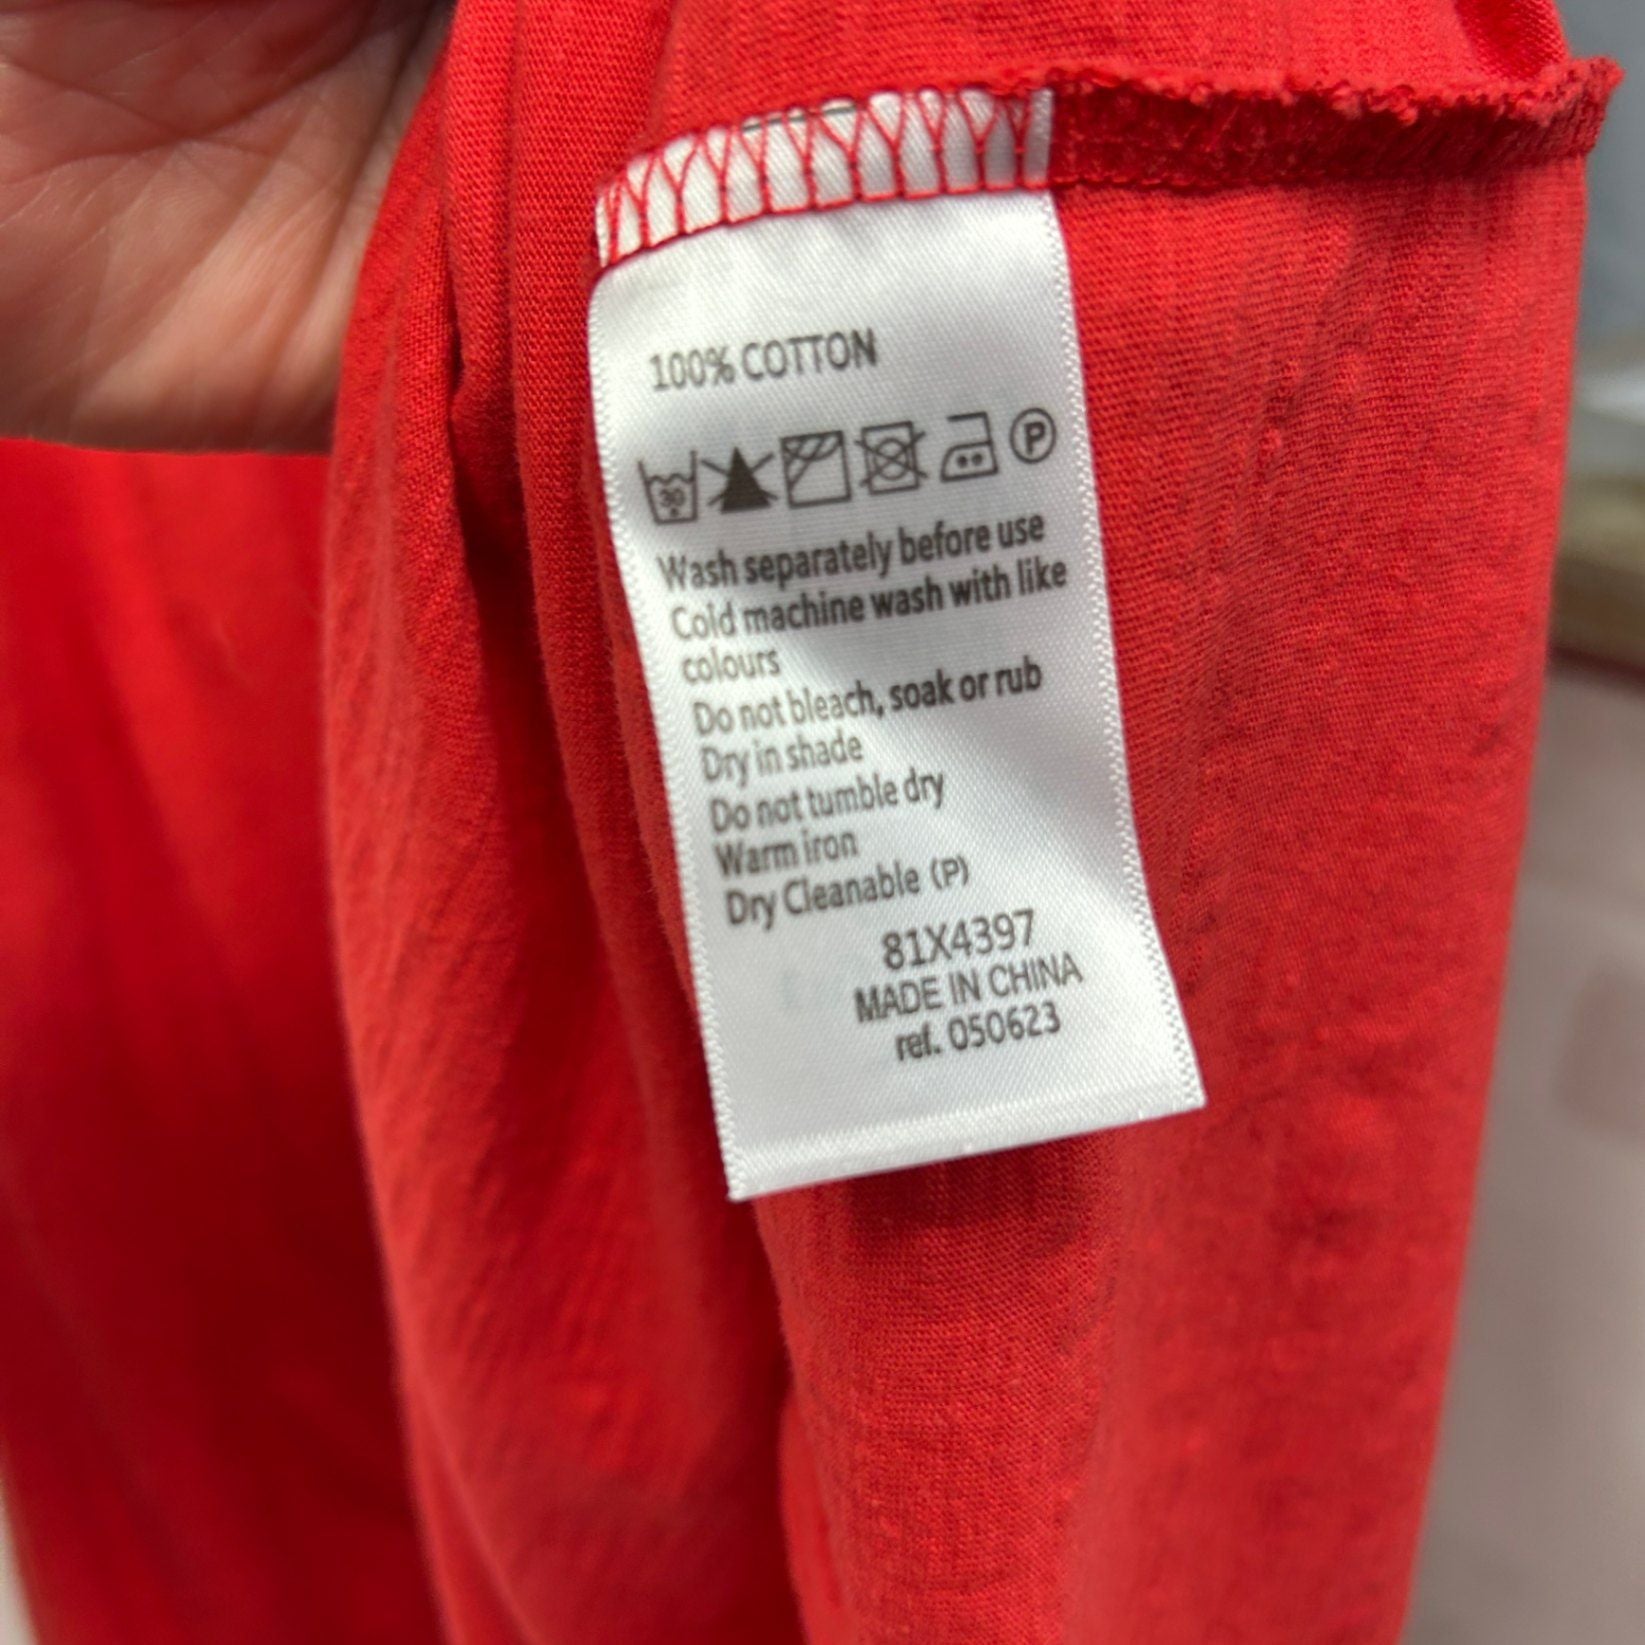 100% COTTON
30 P
Wash separately before use
Cold machine wash with like
colours
Do not bleach, soak or rub
Dry in shade
Do not tumble dry
Warm iron
Dry Cleanable (P)
81X4397
MADE IN CHINA
ref. 050623